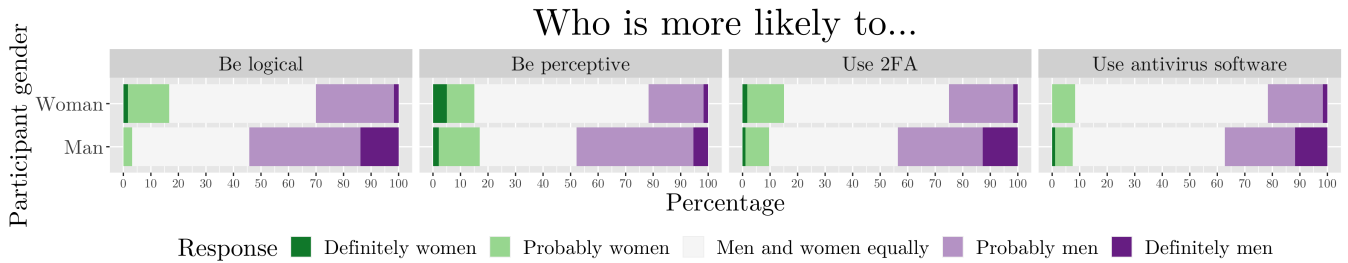 Who is more likely to...
Be logical
Be perceptive
Use 2FA
Use antivirus software
Participant gender
Woman
Man
0 10 20 30 40 50 60 70 80 90 100
0 10 20 30 40 50 60 70 80 90 100
0 10 20 30 40 50 60 70 80 90 100
0 10 20 30 40 50 60 70 80 90 100
Percentage
Response Definitely women Probably women Men and women equally Probably men Definitely men